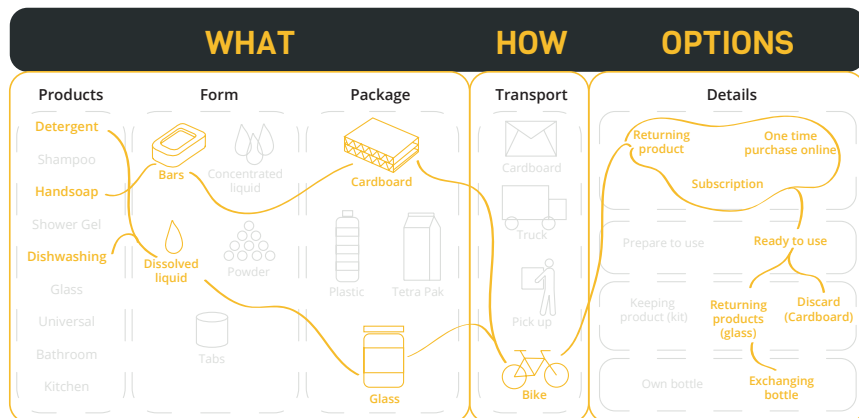 WHAT
HOW
OPTIONS
Products
Form
Package
Transport
Details
Detergent
Shampoo
Handsoap
Shower Gel
Dishwashing
Glass
Universal
Bathroom
Kitchen
Bars
Concentrated
liquid
Dissolved
liquid
Powder
Tabs
Cardboard
Plastic
Tetra Pak
Glass
Cardboard
Truck
Pick up
Bike
Returning
product
One time
purchase online
Subscription
Prepare to use
Ready to use
Keeping
product (kit)
Returning
products
(glass)
Discard
(Cardboard)
Own bottle
Exchanging
bottle